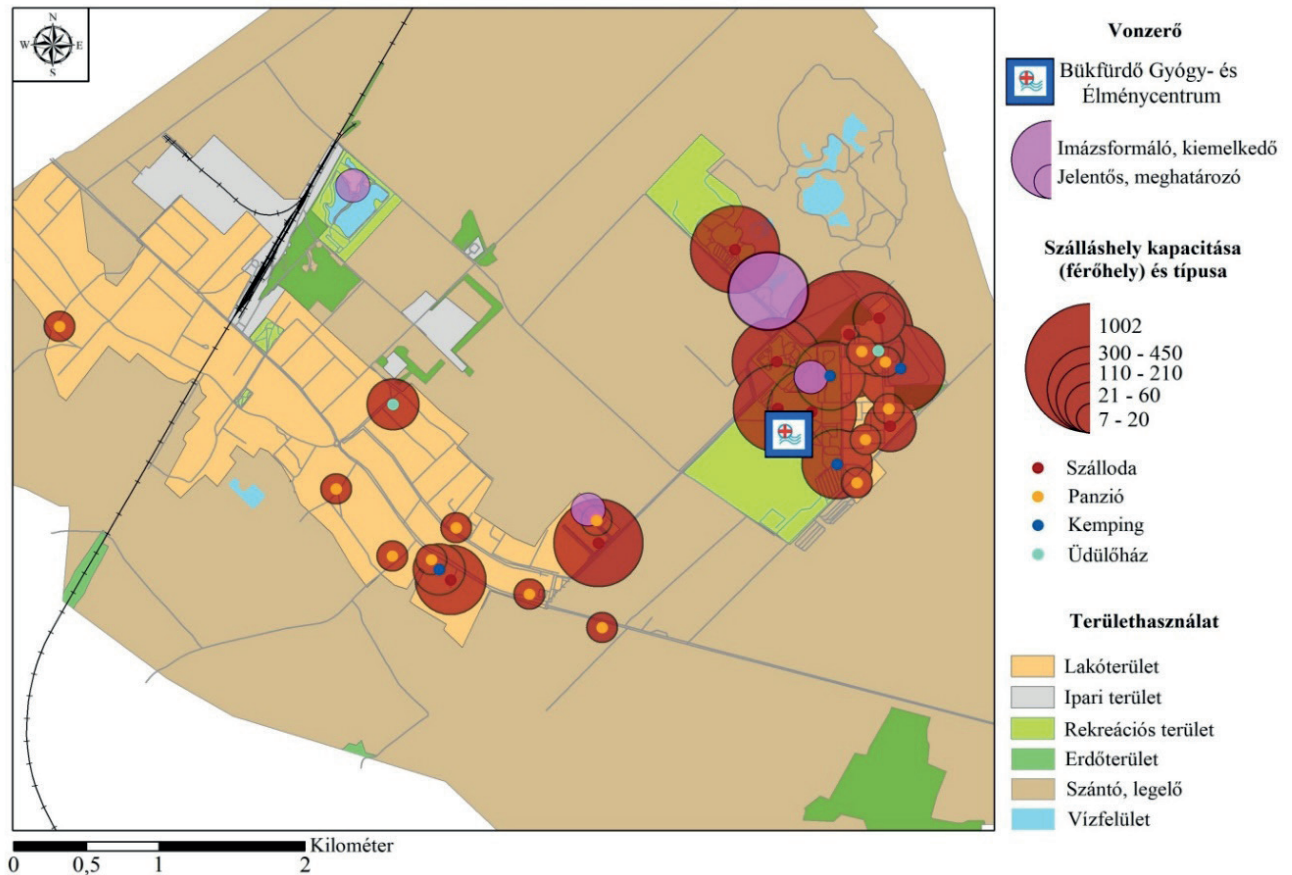 N
W E
S
Vonzerő
Bükfürdő Gyógy- és
Élménycentrum
Imázsformáló, kiemelkedő
Jelentős, meghatározó
Szálláshely kapacitása
(férőhely) és típusa
1002
300 - 450
110 - 210
21 - 60
7 - 20
Szálloda
Panzió
Kemping
Üdülőház
Területhasználat
Lakóterület
Ipari terület
Rekreációs terület
Erdőterület
Szántó, legelő
Vízfelület
Kilométer
0 0,5 1 2